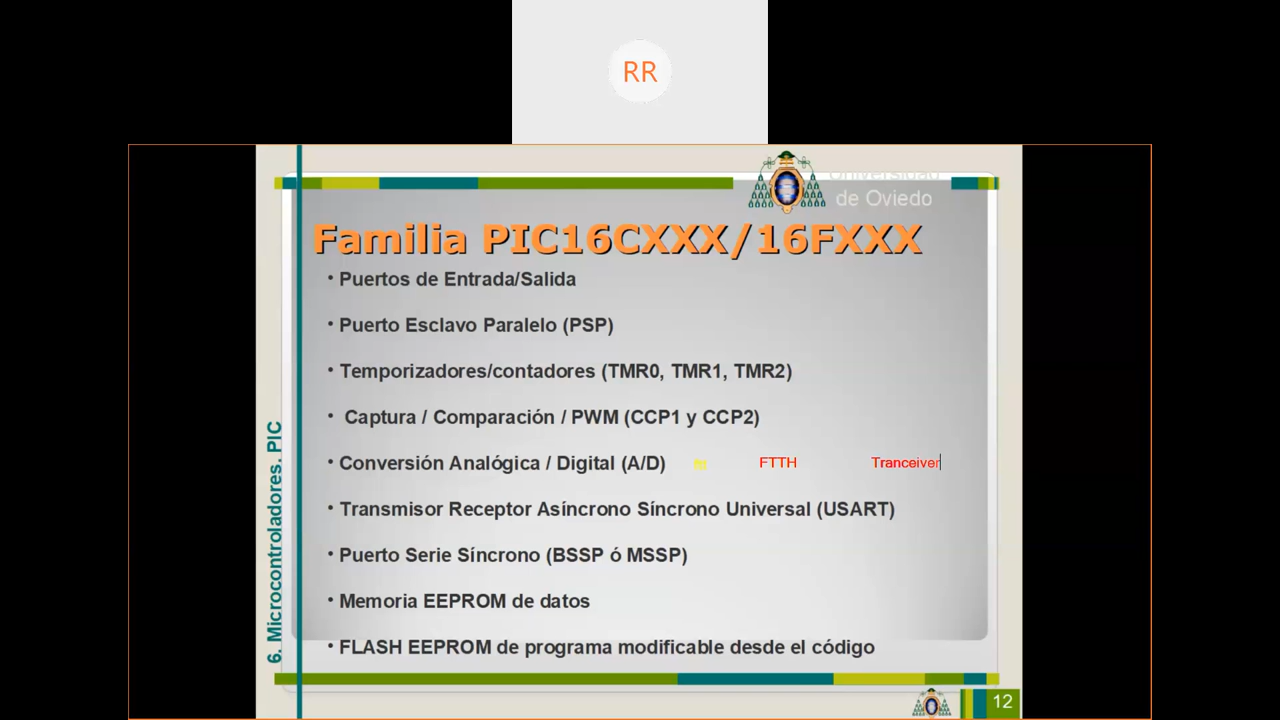 RR
Universidad
de Oviedo
Familia PIC16CXXX/16FXXX
• Puertos de Entrada/Salida
• Puerto Esclavo Paralelo (PSP)
• Temporizadores/contadores (TMR0, TMR1, TMR2)
• Captura / Comparación / PWM (CCP1 y CCP2)
• Conversión Analógica / Digital (A/D) FTTH Tranceiver
• Transmisor Receptor Asíncrono Síncrono Universal (USART)
• Puerto Serie Síncrono (BSSP ó MSSP)
• Memoria EEPROM de datos
• FLASH EEPROM de programa modificable desde el código
6. Microcontroladores. PIC
12